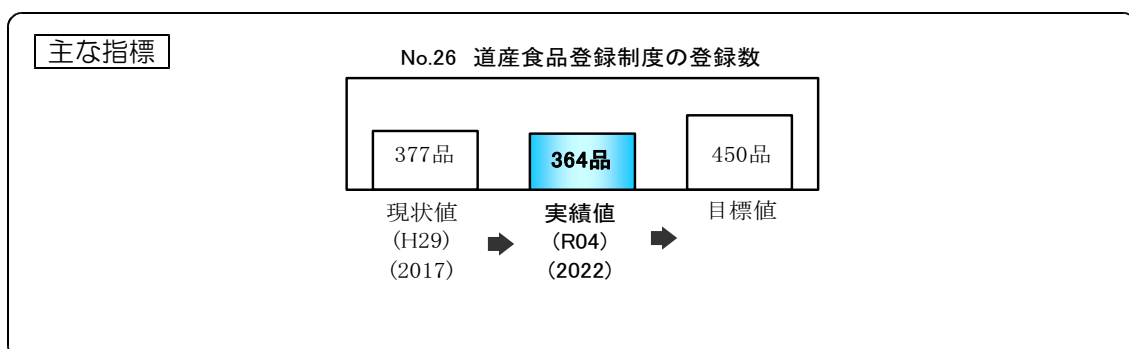 主な指標
No.26 道産食品登録制度の登録数
377品
364品
450品
現状値
(H29)
(2017)
実績値
(R04)
(2022)
目標値